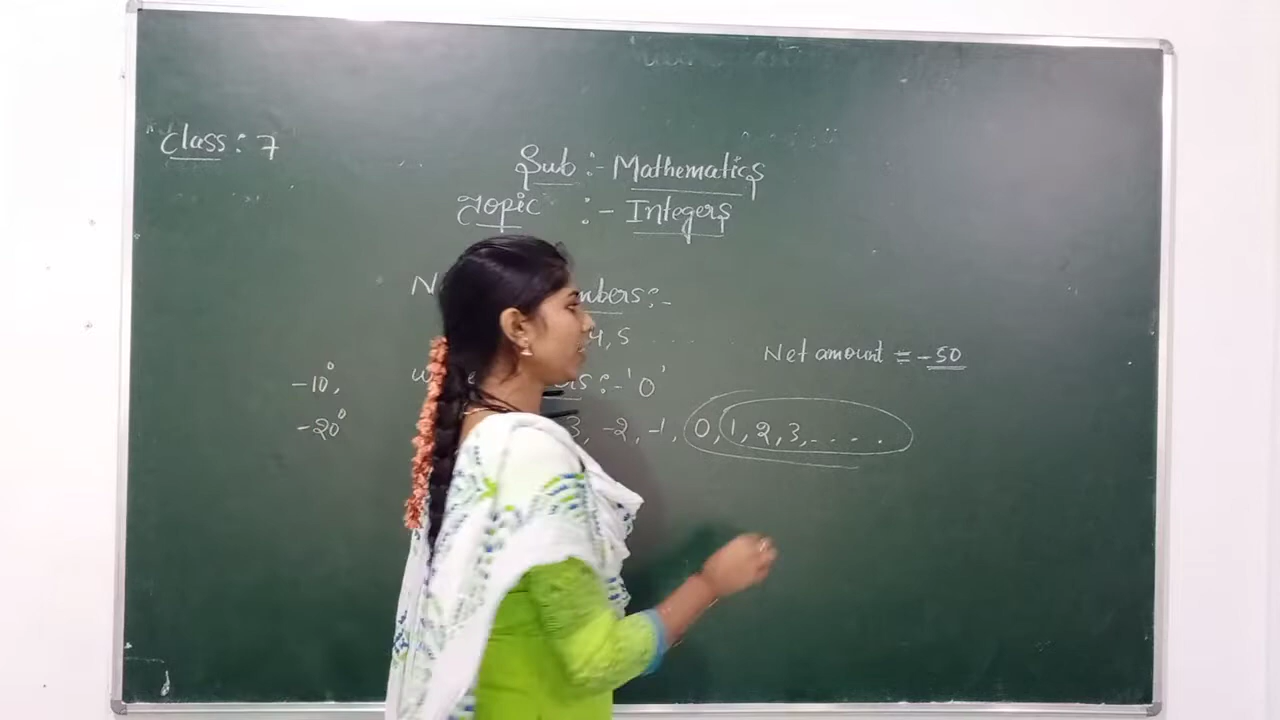 Class : 7
Sub :- Mathematics
Topic :- Integers
4, 5 . . . .
Net amount = -50
-10°,
:- '0'
-20°
3, -2, -1, 0, 1, 2, 3, . . . .